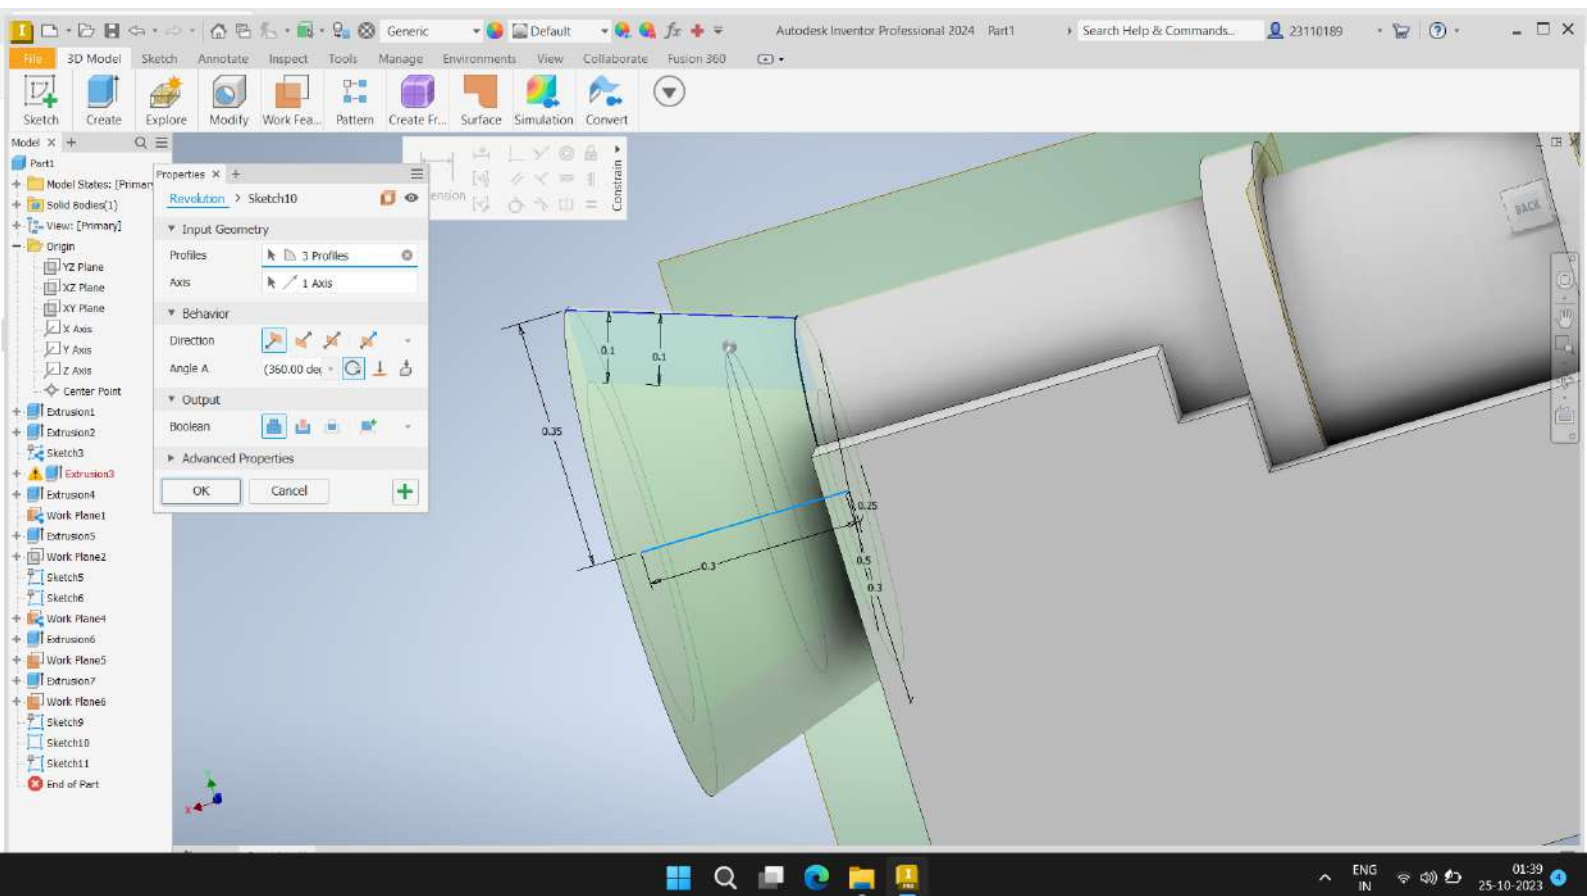 Generic
Default
Autodesk Inventor Professional 2024 Part1
Search Help & Commands...
23110189
File 3D Model Sketch Annotate Inspect Tools Manage Environments View Collaborate Fusion 360
Sketch Create Explore Modify Work Fea... Pattern Create Fr... Surface Simulation Convert
Model × +
Part1
Model States: [Primary
Solid Bodies(1)
View: [Primary]
Origin
YZ Plane
XZ Plane
XY Plane
X Axis
Y Axis
Z Axis
Center Point
Extrusion1
Extrusion2
Sketch3
Extrusion3
Extrusion4
Work Plane1
Extrusion5
Work Plane2
Sketch5
Sketch6
Work Plane4
Extrusion6
Work Plane5
Extrusion7
Work Plane6
Sketch9
Sketch10
Sketch11
End of Part
Properties × +
Revolution > Sketch10
Input Geometry
Profiles 3 Profiles
Axis 1 Axis
Behavior
Direction
Angle A (360.00 deg
Output
Boolean
Advanced Properties
OK Cancel
ension
Constrain
BACK
0.1
0.1
0.35
0.25
0.3
0.5
0.3
ENG
IN
01:39
25-10-2023
4